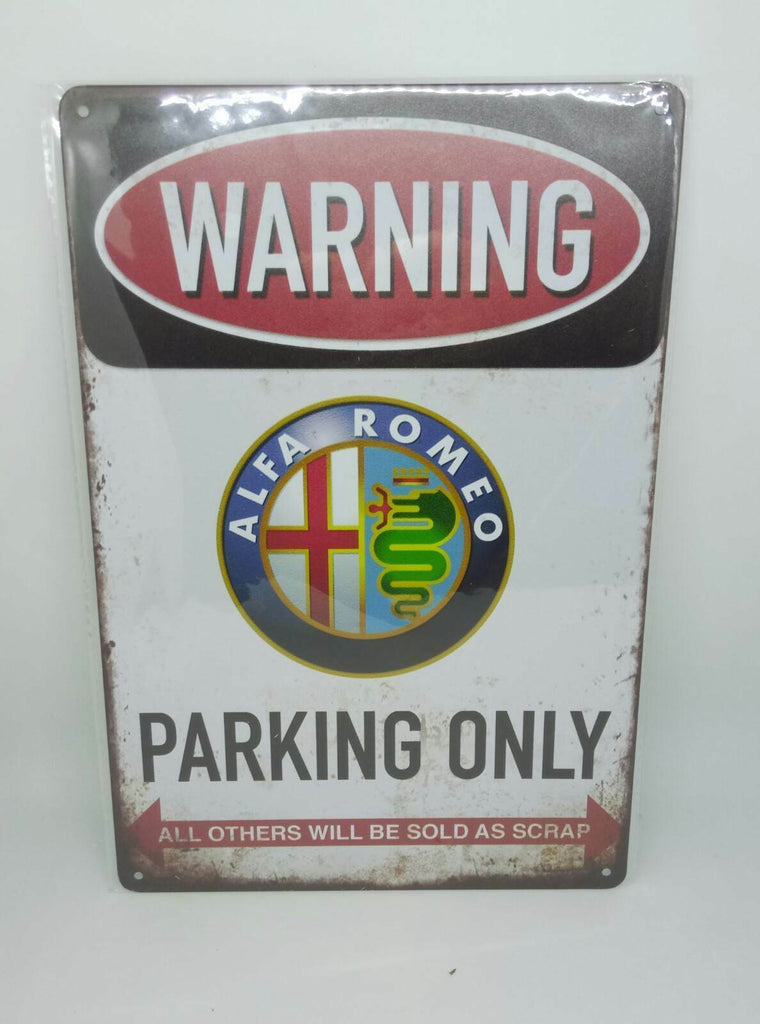 WARNING
ALFA ROMEO
PARKING ONLY
ALL OTHERS WILL BE SOLD AS SCRAP